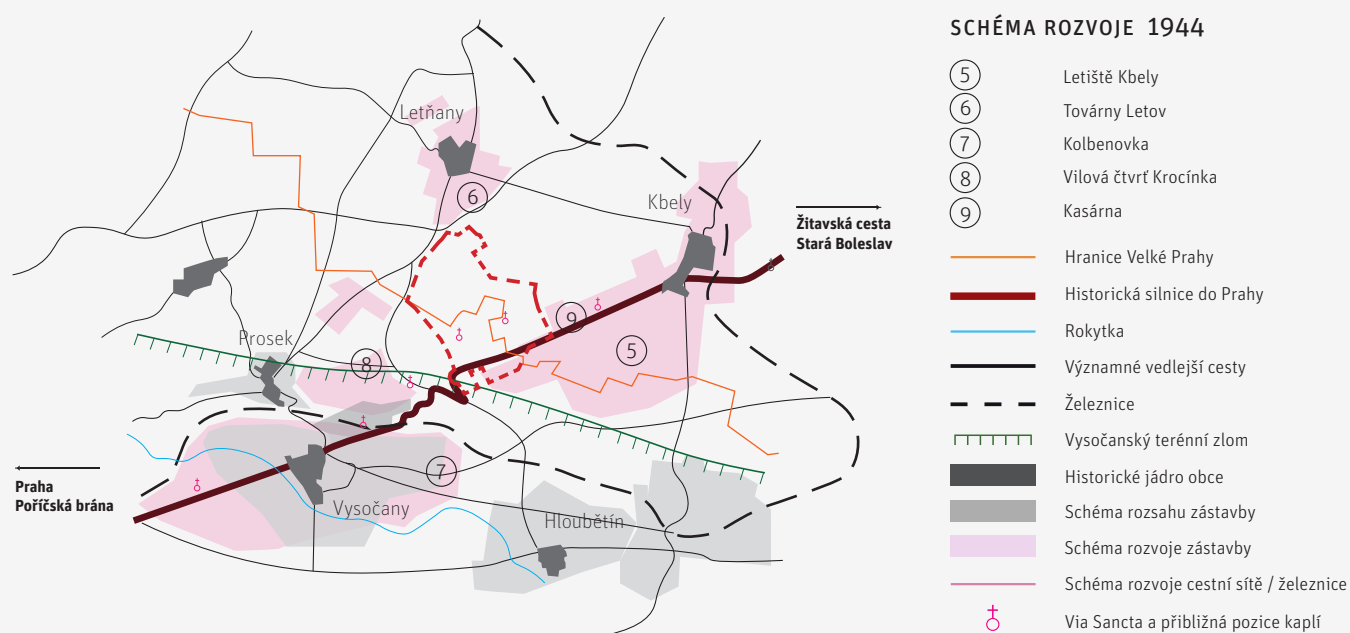 SCHÉMA ROZVOJE 1944
5 Letiště Kbely
6 Továrny Letov
7 Kolbenovka
8 Vilová čtvrť Krocínka
9 Kasárna
Hranice Velké Prahy
Historická silnice do Prahy
Rokytka
Významné vedlejší cesty
Železnice
Vysočanský terénní zlom
Historické jádro obce
Schéma rozsahu zástavby
Schéma rozvoje zástavby
Schéma rozvoje cestní sítě / železnice
Via Sancta a přibližná pozice kaplí
Letňany
6
Kbely
Žitavská cesta
Stará Boleslav
9
5
Prosek
8
7
Praha
Poříčská brána
Vysočany
Hloubětín